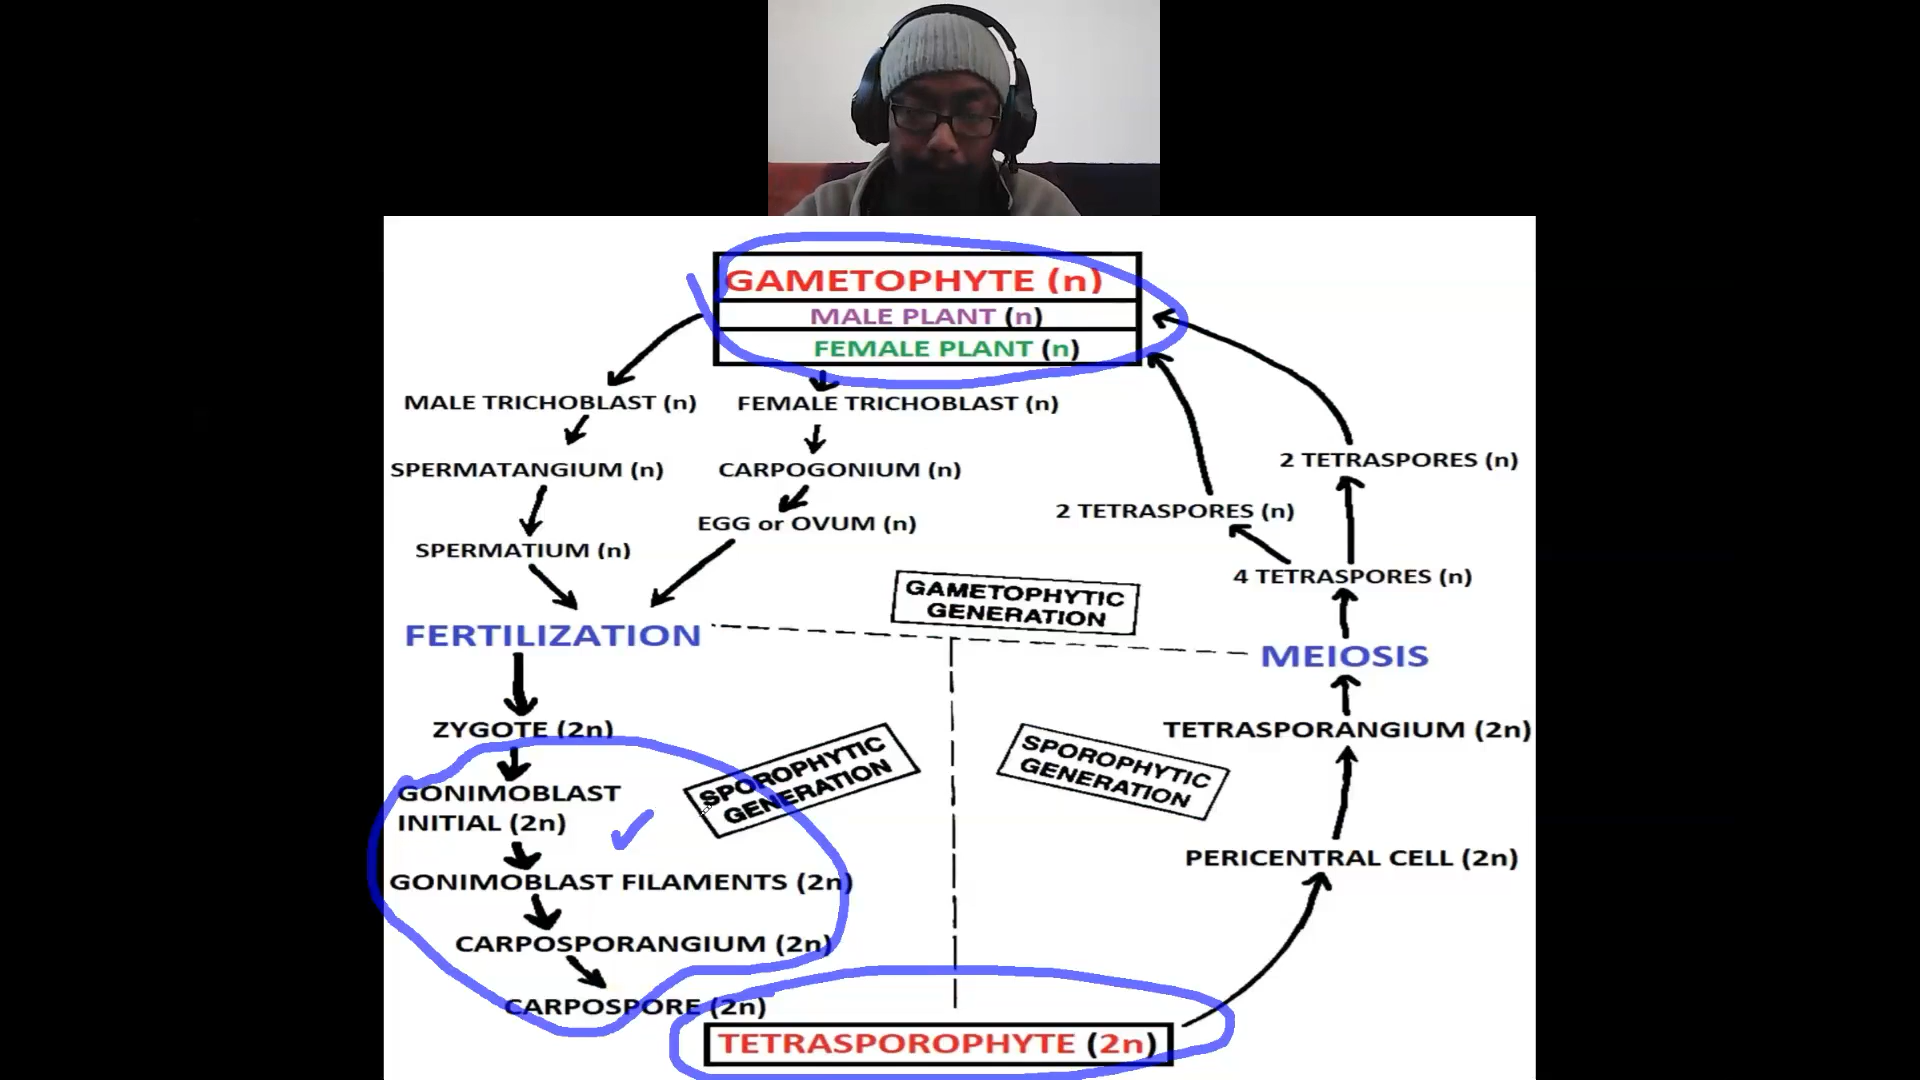 GAMETOPHYTE (n)
MALE PLANT (n)
FEMALE PLANT (n)
MALE TRICHOBLAST (n)
FEMALE TRICHOBLAST (n)
SPERMATANGIUM (n)
CARPOGONIUM (n)
2 TETRASPORES (n)
2 TETRASPORES (n)
EGG or OVUM (n)
SPERMATIUM (n)
4 TETRASPORES (n)
GAMETOPHYTIC
GENERATION
FERTILIZATION
MEIOSIS
ZYGOTE (2n)
SPOROPHYTIC
GENERATION
SPOROPHYTIC
GENERATION
TETRASPORANGIUM (2n)
GONIMOBLAST
INITIAL (2n)
PERICENTRAL CELL (2n)
GONIMOBLAST FILAMENTS (2n)
CARPOSPORANGIUM (2n)
CARPOSPORE (2n)
TETRASPOROPHYTE (2n)